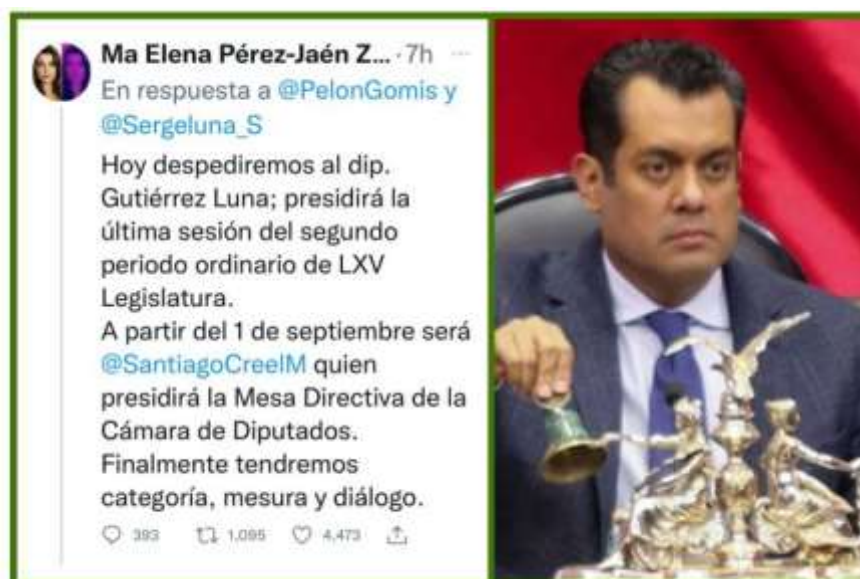 Ma Elena Pérez-Jaén Z... · 7h
En respuesta a @PelonGomis y
@Sergeluna_S
Hoy despediremos al dip.
Gutiérrez Luna; presidirá la
última sesión del segundo
periodo ordinario de LXV
Legislatura.
A partir del 1 de septiembre será
@SantiagoCreelM quien
presidirá la Mesa Directiva de la
Cámara de Diputados.
Finalmente tendremos
categoría, mesura y diálogo.
393 1,095 4,473